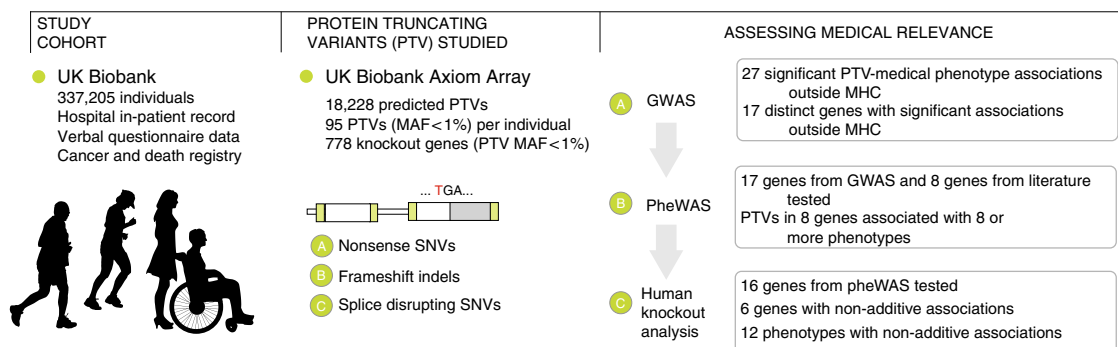 STUDY
COHORT
UK Biobank
337,205 individuals
Hospital in-patient record
Verbal questionnaire data
Cancer and death registry
PROTEIN TRUNCATING
VARIANTS (PTV) STUDIED
UK Biobank Axiom Array
18,228 predicted PTVs
95 PTVs (MAF<1%) per individual
778 knockout genes (PTV MAF<1%)
... TGA...
A Nonsense SNVs
B Frameshift indels
C Splice disrupting SNVs
ASSESSING MEDICAL RELEVANCE
A GWAS
27 significant PTV-medical phenotype associations
outside MHC
17 distinct genes with significant associations
outside MHC
B PheWAS
17 genes from GWAS and 8 genes from literature
tested
PTVs in 8 genes associated with 8 or
more phenotypes
C Human
knockout
analysis
16 genes from pheWAS tested
6 genes with non-additive associations
12 phenotypes with non-additive associations